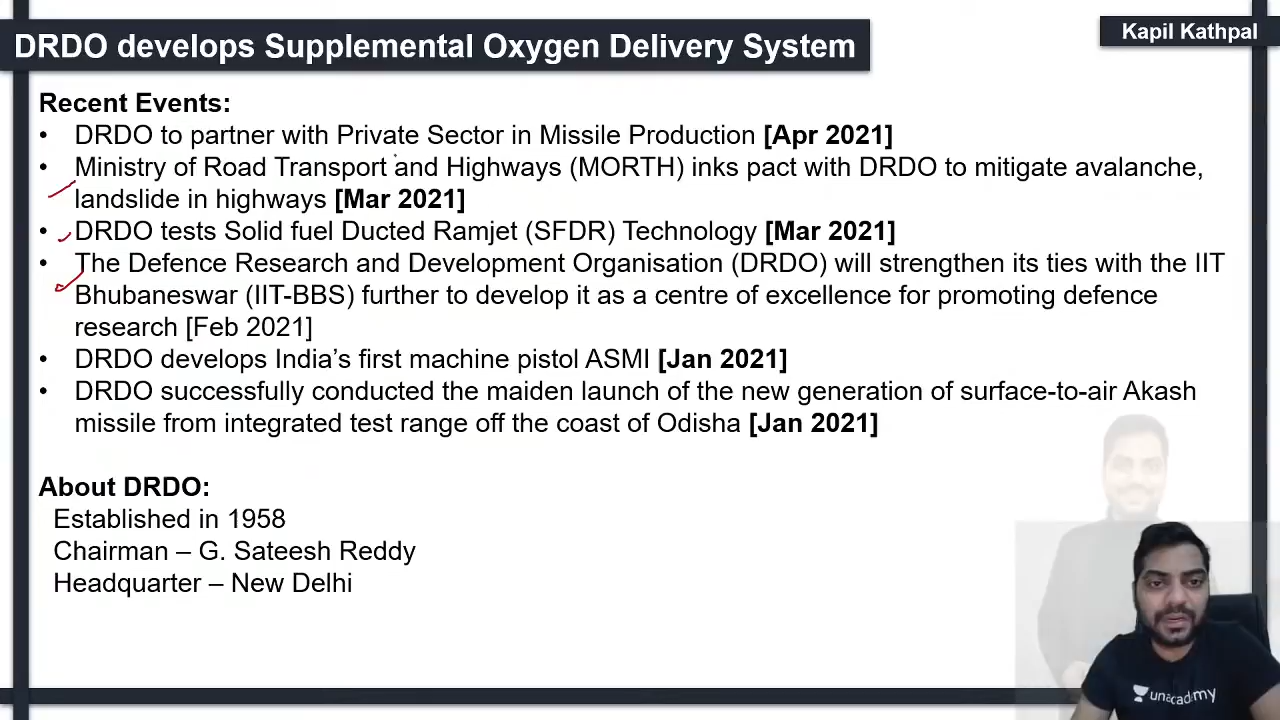 DRDO develops Supplemental Oxygen Delivery System
Kapil Kathpal
Recent Events:
• DRDO to partner with Private Sector in Missile Production [Apr 2021]
• Ministry of Road Transport and Highways (MORTH) inks pact with DRDO to mitigate avalanche,
landslide in highways [Mar 2021]
• DRDO tests Solid fuel Ducted Ramjet (SFDR) Technology [Mar 2021]
• The Defence Research and Development Organisation (DRDO) will strengthen its ties with the IIT
Bhubaneswar (IIT-BBS) further to develop it as a centre of excellence for promoting defence
research [Feb 2021]
• DRDO develops India’s first machine pistol ASMI [Jan 2021]
• DRDO successfully conducted the maiden launch of the new generation of surface-to-air Akash
missile from integrated test range off the coast of Odisha [Jan 2021]
About DRDO:
Established in 1958
Chairman – G. Sateesh Reddy
Headquarter – New Delhi
unacademy